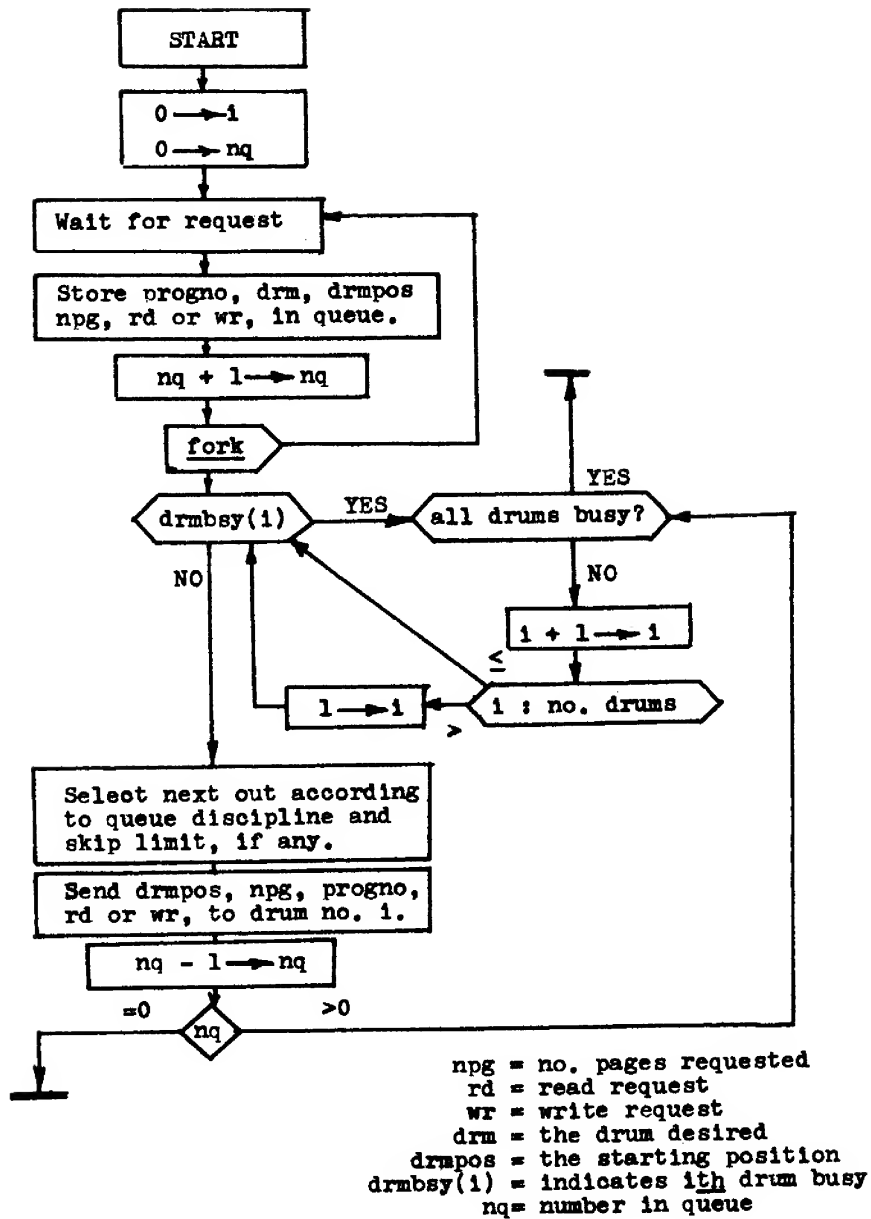 START
0 → i
0 → nq
Wait for request
Store progno, drm, drmpos
npg, rd or wr, in queue.
nq + 1 → nq
fork
drmbsy(i)
YES
all drums busy?
YES
NO
NO
i + 1 → i
≤
i : no. drums
>
1 → i
Select next out according
to queue discipline and
skip limit, if any.
Send drmpos, npg, progno,
rd or wr, to drum no. i.
nq - 1 → nq
=0
>0
nq
npg = no. pages requested
rd = read request
wr = write request
drm = the drum desired
drmpos = the starting position
drmbsy(i) = indicates ith drum busy
nq= number in queue